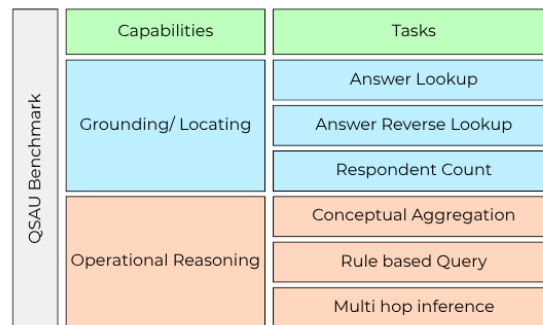 QSAU Benchmark
Capabilities
Tasks
Grounding/ Locating
Answer Lookup
Answer Reverse Lookup
Respondent Count
Operational Reasoning
Conceptual Aggregation
Rule based Query
Multi hop inference